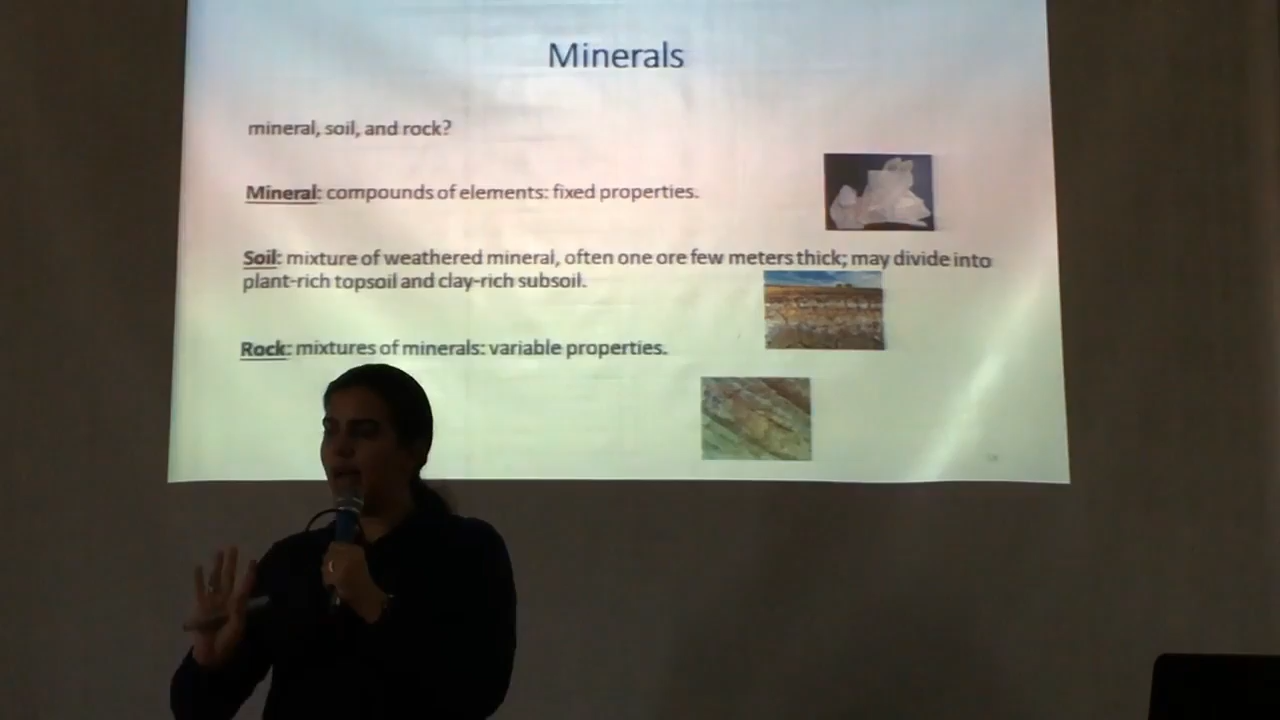 Minerals
mineral, soil, and rock?
Mineral: compounds of elements: fixed properties.
Soil: mixture of weathered mineral, often one ore few meters thick; may divide into
plant-rich topsoil and clay-rich subsoil.
Rock: mixtures of minerals: variable properties.